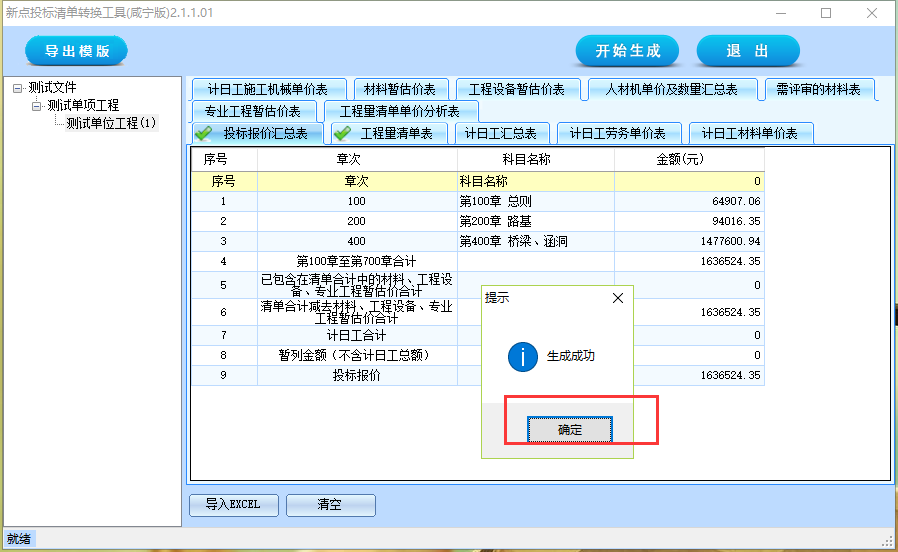 新点投标清单转换工具(咸宁版)2.1.1.01
导出模版
开始生成
退 出
测试文件
测试单项工程
测试单位工程(1)
计日工施工机械单价表
材料暂估价表
工程设备暂估价表
人材机单价及数量汇总表
需评审的材料表
专业工程暂估价表
工程量清单单价分析表
投标报价汇总表
工程量清单表
计日工汇总表
计日工劳务单价表
计日工材料单价表
序号 章次 科目名称 金额(元)
序号 章次 科目名称 0
1 100 第100章 总则 64907.06
2 200 第200章 路基 94016.35
3 400 第400章 桥梁、涵洞 1477600.94
4 第100章至第700章合计 1636524.35
5 已包含在清单合计中的材料、工程设
备、专业工程暂估价合计 0
6 清单合计减去材料、工程设备、专业
工程暂估价合计 1636524.35
7 计日工合计 0
8 暂列金额(不含计日工总额) 0
9 投标报价 1636524.35
提示
生成成功
确定
导入EXCEL
清空
就绪